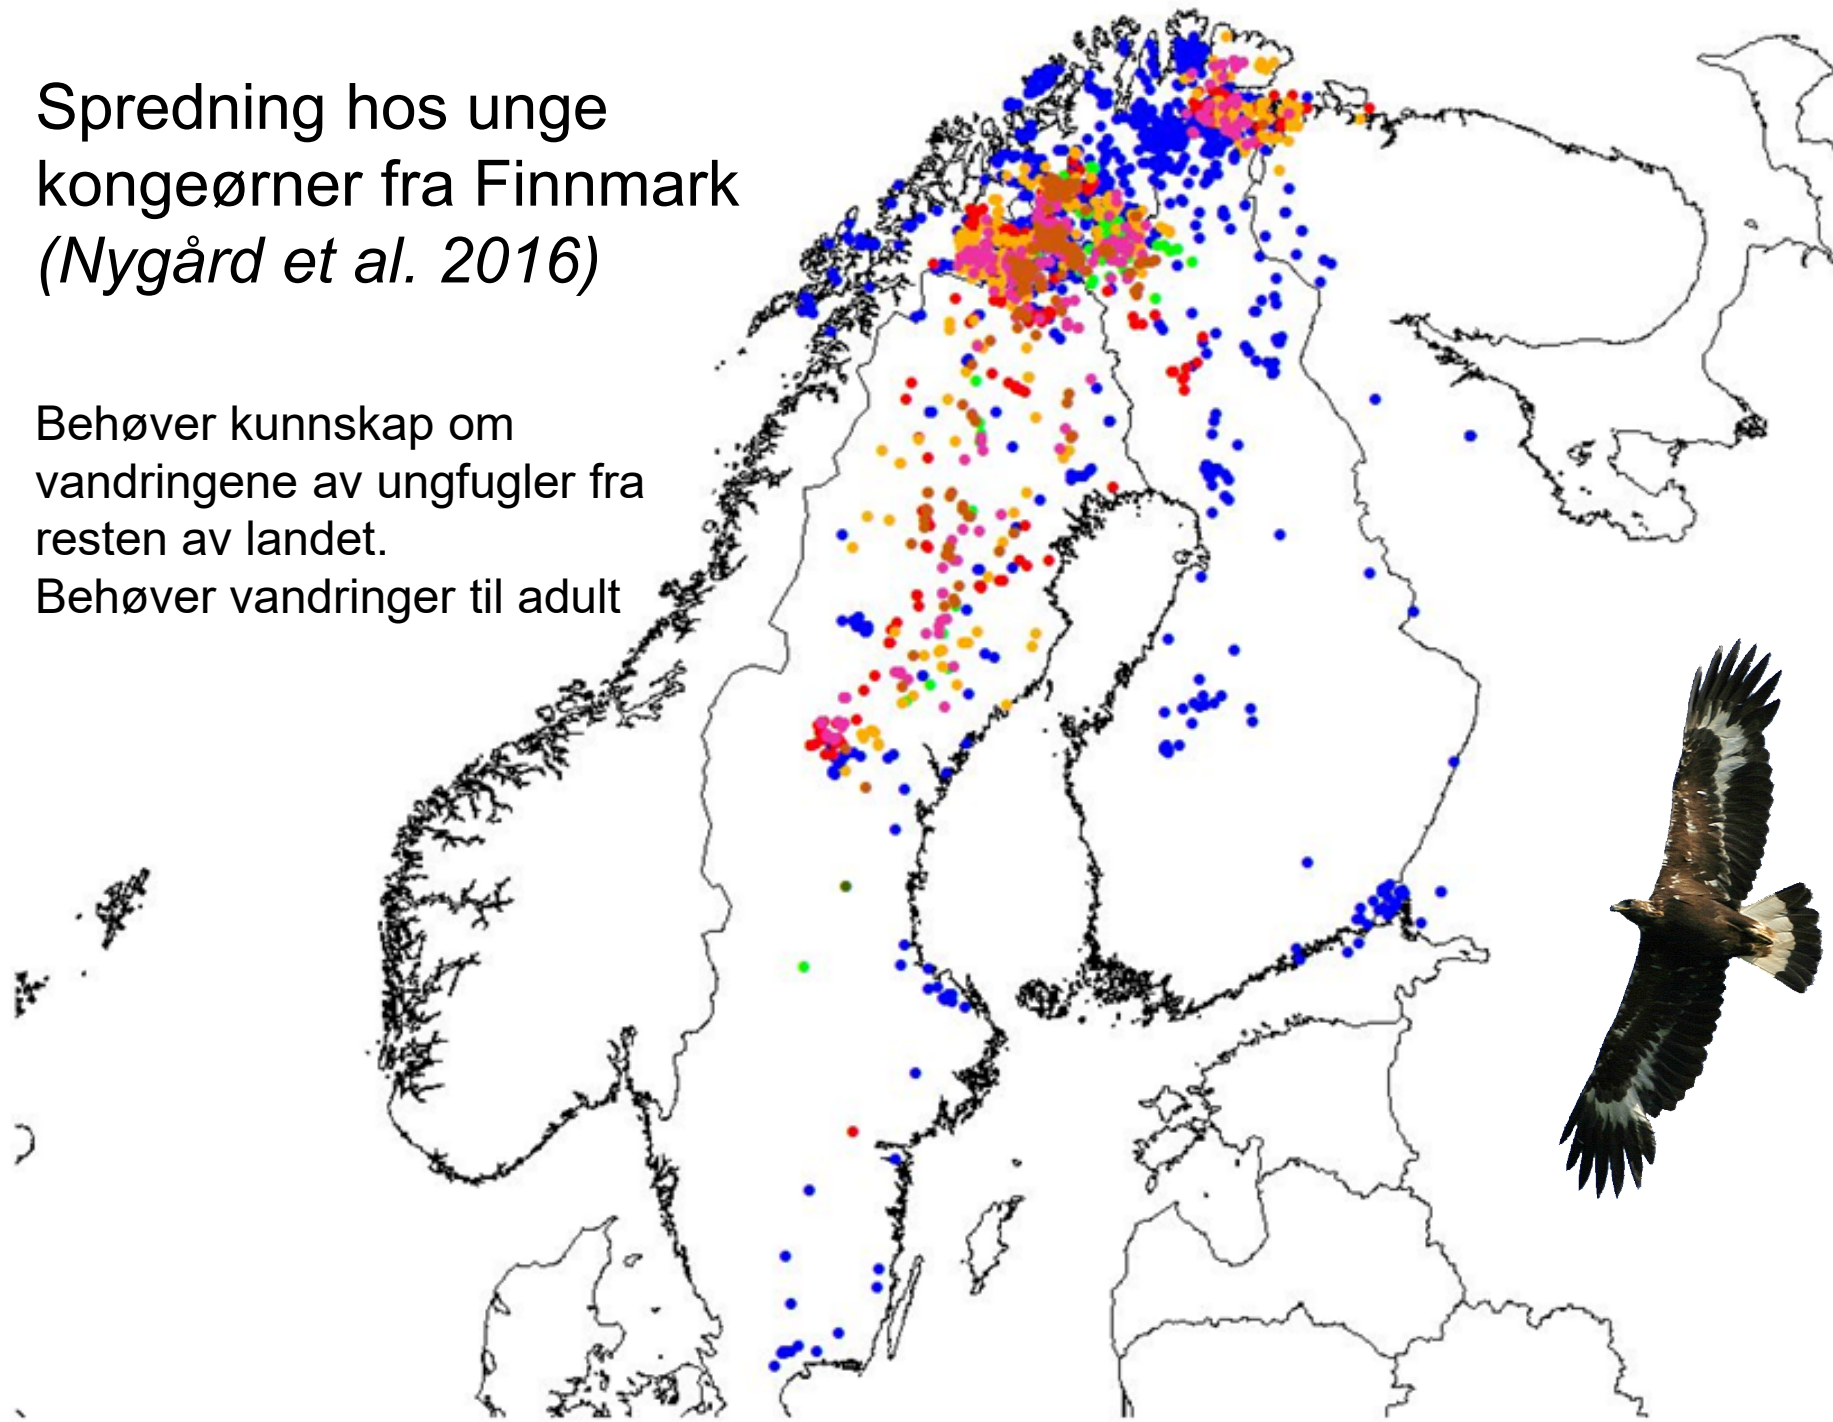 Spredning hos unge
kongeørner fra Finnmark
(Nygård et al. 2016)
Behøver kunnskap om
vandringene av ungfugler fra
resten av landet.
Behøver vandringer til adult